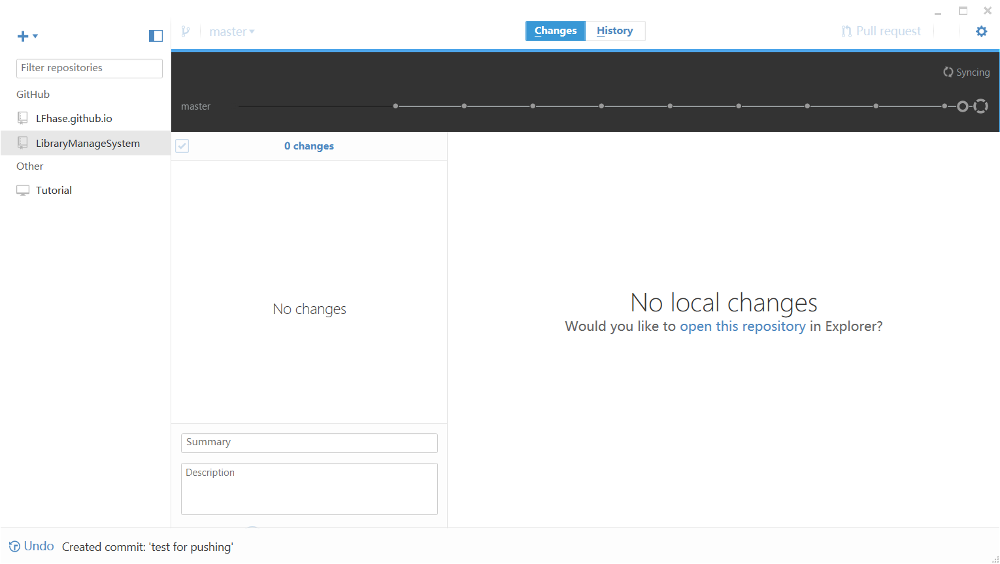 master
Changes
History
Pull request
Filter repositories
GitHub
LFhase.github.io
LibraryManageSystem
Other
Tutorial
Syncing
master
0 changes
No changes
No local changes
Would you like to open this repository in Explorer?
Summary
Description
Undo Created commit: 'test for pushing'